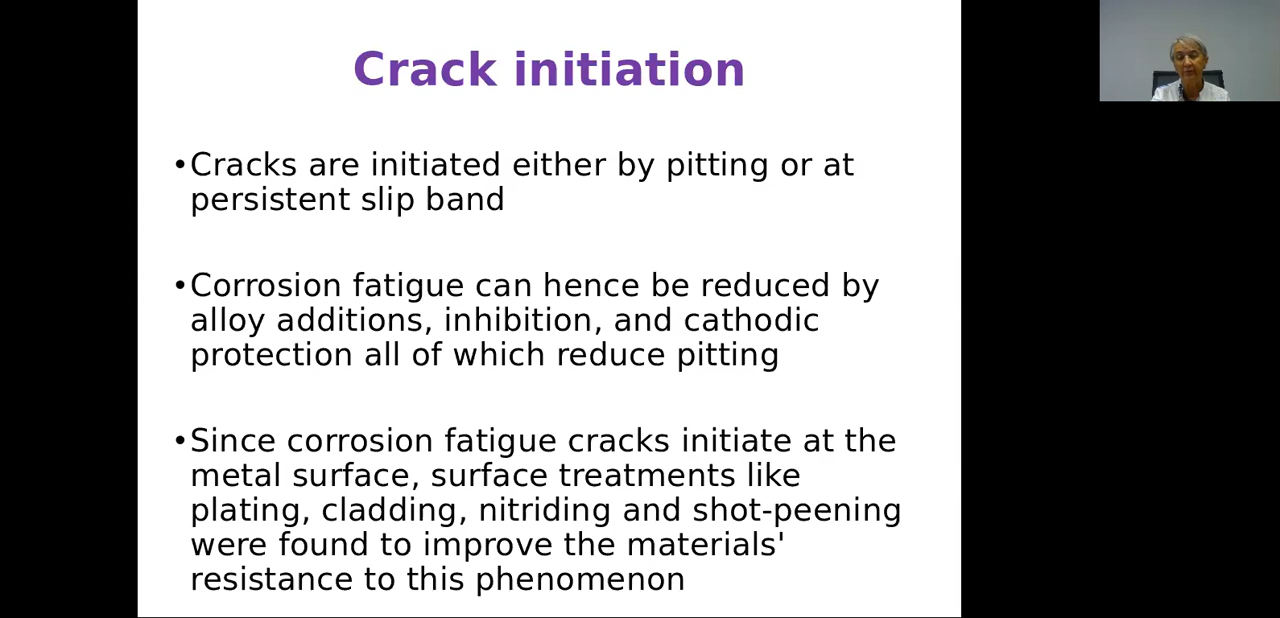 Crack initiation
•Cracks are initiated either by pitting or at
persistent slip band
•Corrosion fatigue can hence be reduced by
alloy additions, inhibition, and cathodic
protection all of which reduce pitting
•Since corrosion fatigue cracks initiate at the
metal surface, surface treatments like
plating, cladding, nitriding and shot-peening
were found to improve the materials'
resistance to this phenomenon